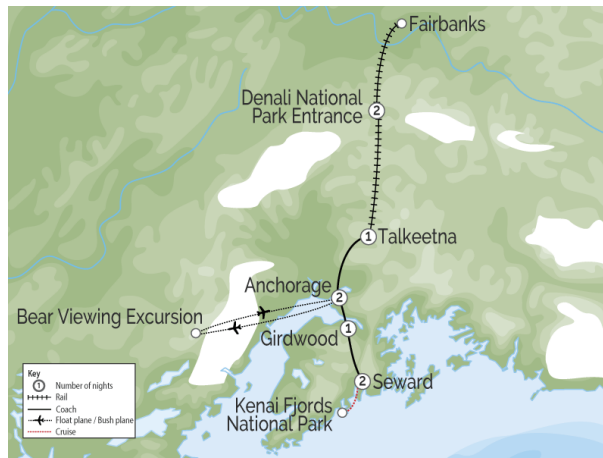 Fairbanks
Denali National
Park Entrance
2
1
Talkeetna
Anchorage
2
Bear Viewing Excursion
Girdwood
1
2
Seward
Kenai Fjords
National Park
Key
1 Number of nights
Rail
Coach
Float plane / Bush plane
Cruise